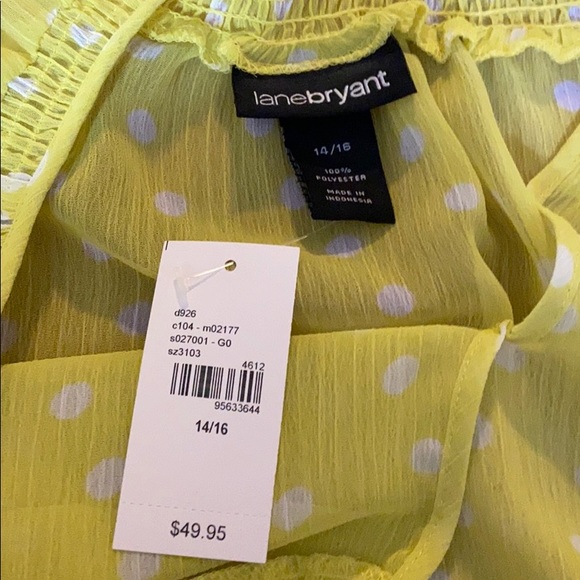 lanebryant
14/16
100%
POLYESTER
MADE IN
INDONESIA
d926
c104 - m02177
s027001 - G0
sz3103
4612
95633644
14/16
$49.95